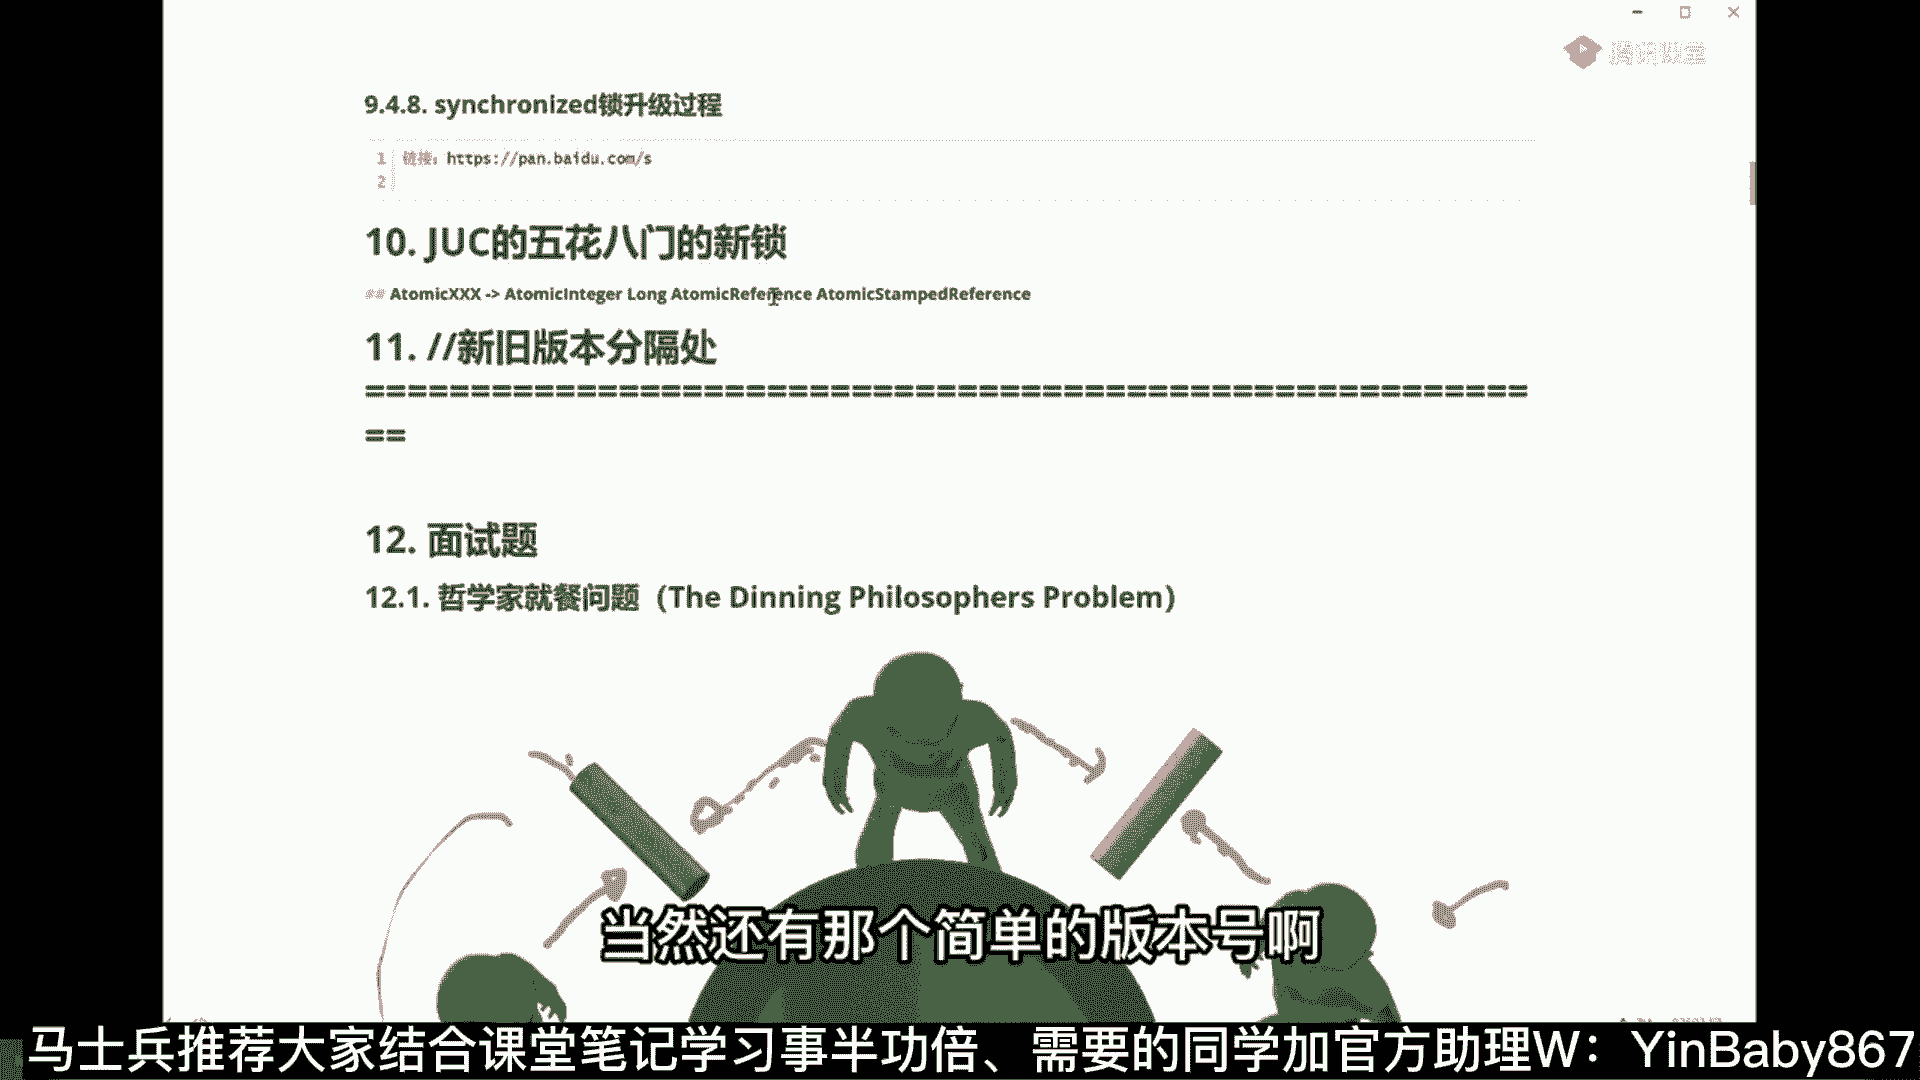 腾讯课堂
9.4.8. synchronized锁升级过程
1 链接：https://pan.baidu.com/s
2
10. JUC的五花八门的新锁
## AtomicXXX -> AtomicInteger Long AtomicReference AtomicStampedReference
11. //新旧版本分隔处
=======================================================
==
12. 面试题
12.1. 哲学家就餐问题（The Dinning Philosophers Problem）
当然还有那个简单的版本号啊
马士兵推荐大家结合课堂笔记学习事半功倍、需要的同学加官方助理W：YinBaby867